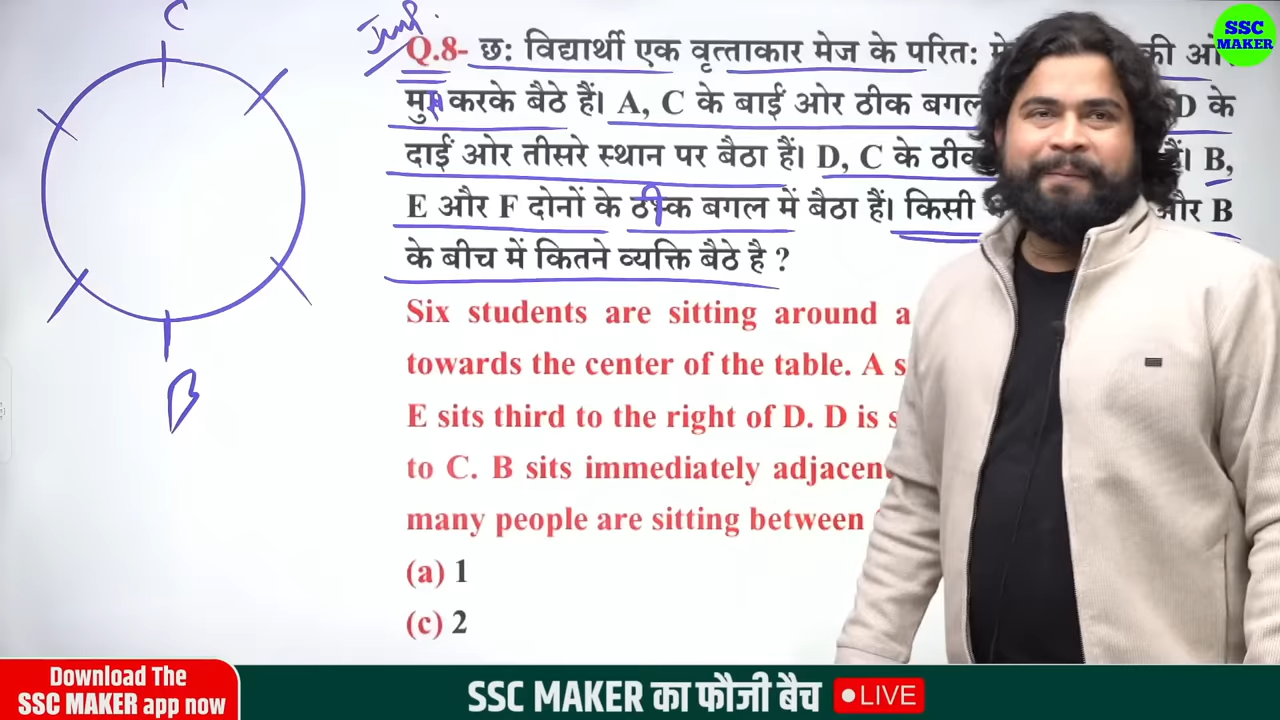 C
SSC
MAKER
Q.8- छ: विद्यार्थी एक वृत्ताकार मेज के परित: की ओर
मुख करके बैठे हैं। A, C के बाईं ओर ठीक बगल D के
दाईं ओर तीसरे स्थान पर बैठा हैं। D, C के ठीक हैं। B,
E और F दोनों के ठीक बगल में बैठा हैं। किसी और B
के बीच में कितने व्यक्ति बैठे है ?
Six students are sitting around a
towards the center of the table. A
E sits third to the right of D. D is
to C. B sits immediately
many people are sitting between
(a) 1
(c) 2
B
Download The
SSC MAKER app now
SSC MAKER का फौजी बैच
LIVE